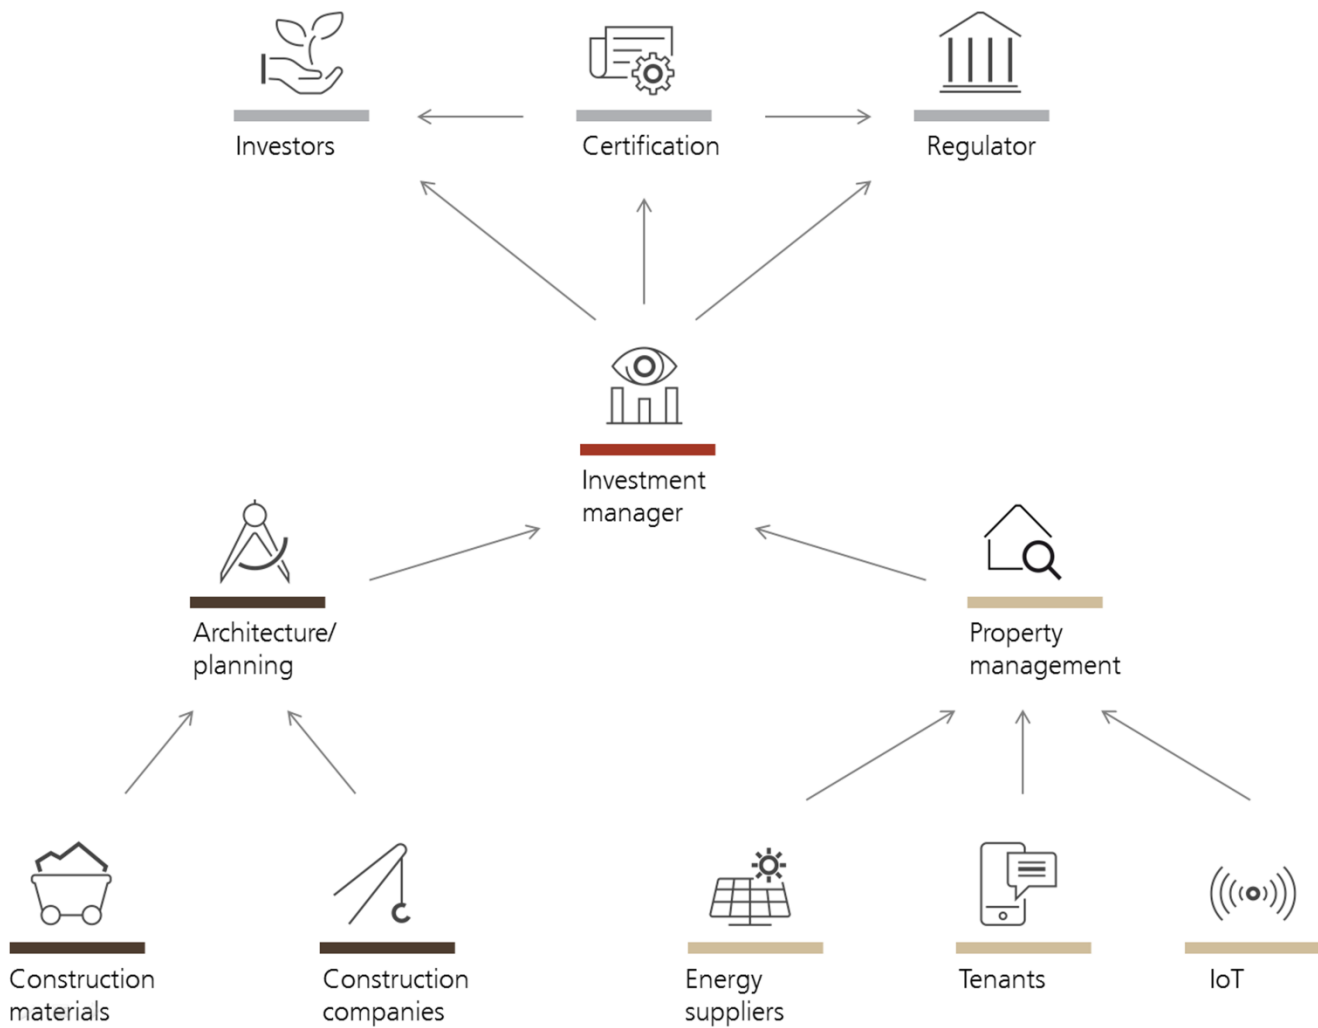 Investors
Certification
Regulator
Investment
manager
Architecture/
planning
Property
management
Construction
materials
Construction
companies
Energy
suppliers
Tenants
IoT